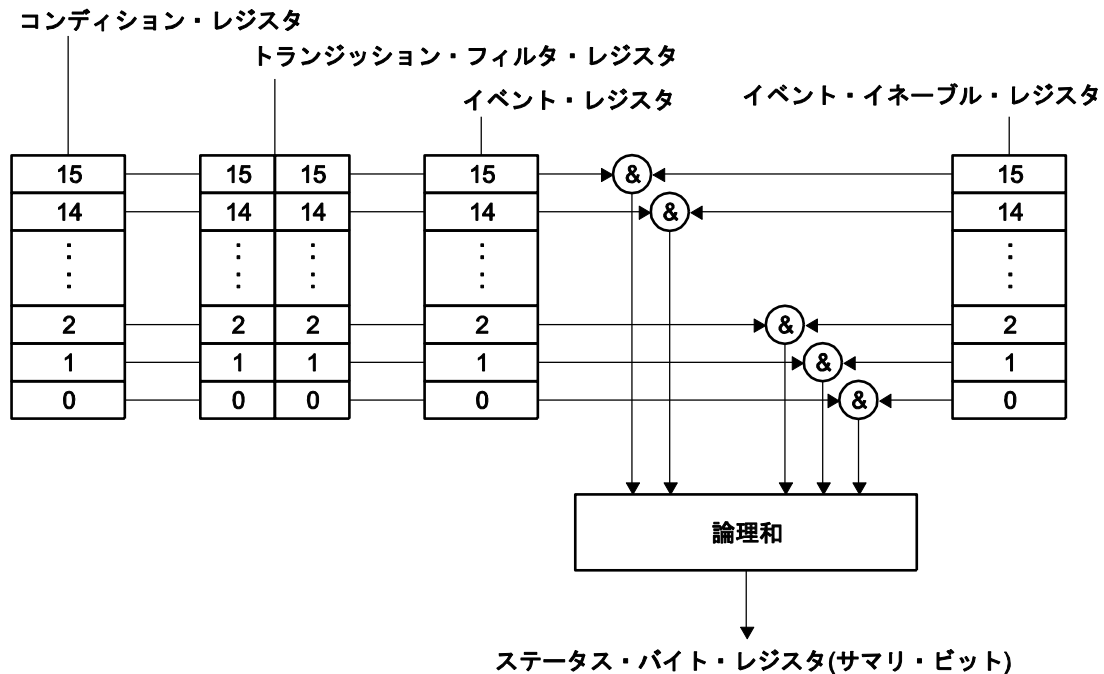 コンディション・レジスタ
トランジッション・フィルタ・レジスタ
イベント・レジスタ
イベント・イネーブル・レジスタ
15 15 15 15 & 15
14 14 14 14 & 14
2 2 2 2 & 2
1 1 1 1 & 1
0 0 0 0 & 0
論理和
ステータス・バイト・レジスタ(サマリ・ビット)